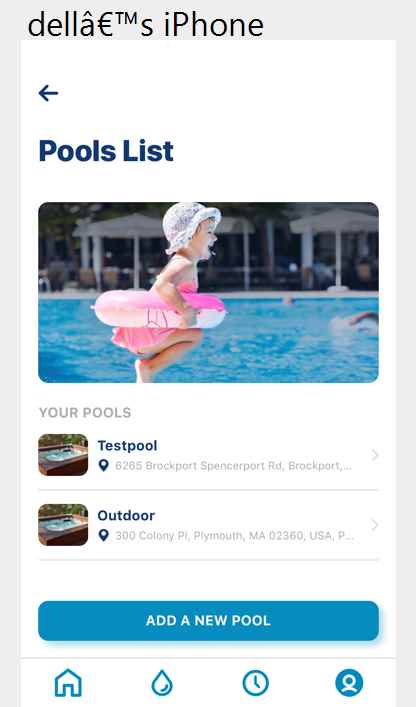 dellâ€™s iPhone
Pools List
YOUR POOLS
Testpool
6265 Brockport Spencerport Rd, Brockport,...
Outdoor
300 Colony Pl, Plymouth, MA 02360, USA, P...
ADD A NEW POOL